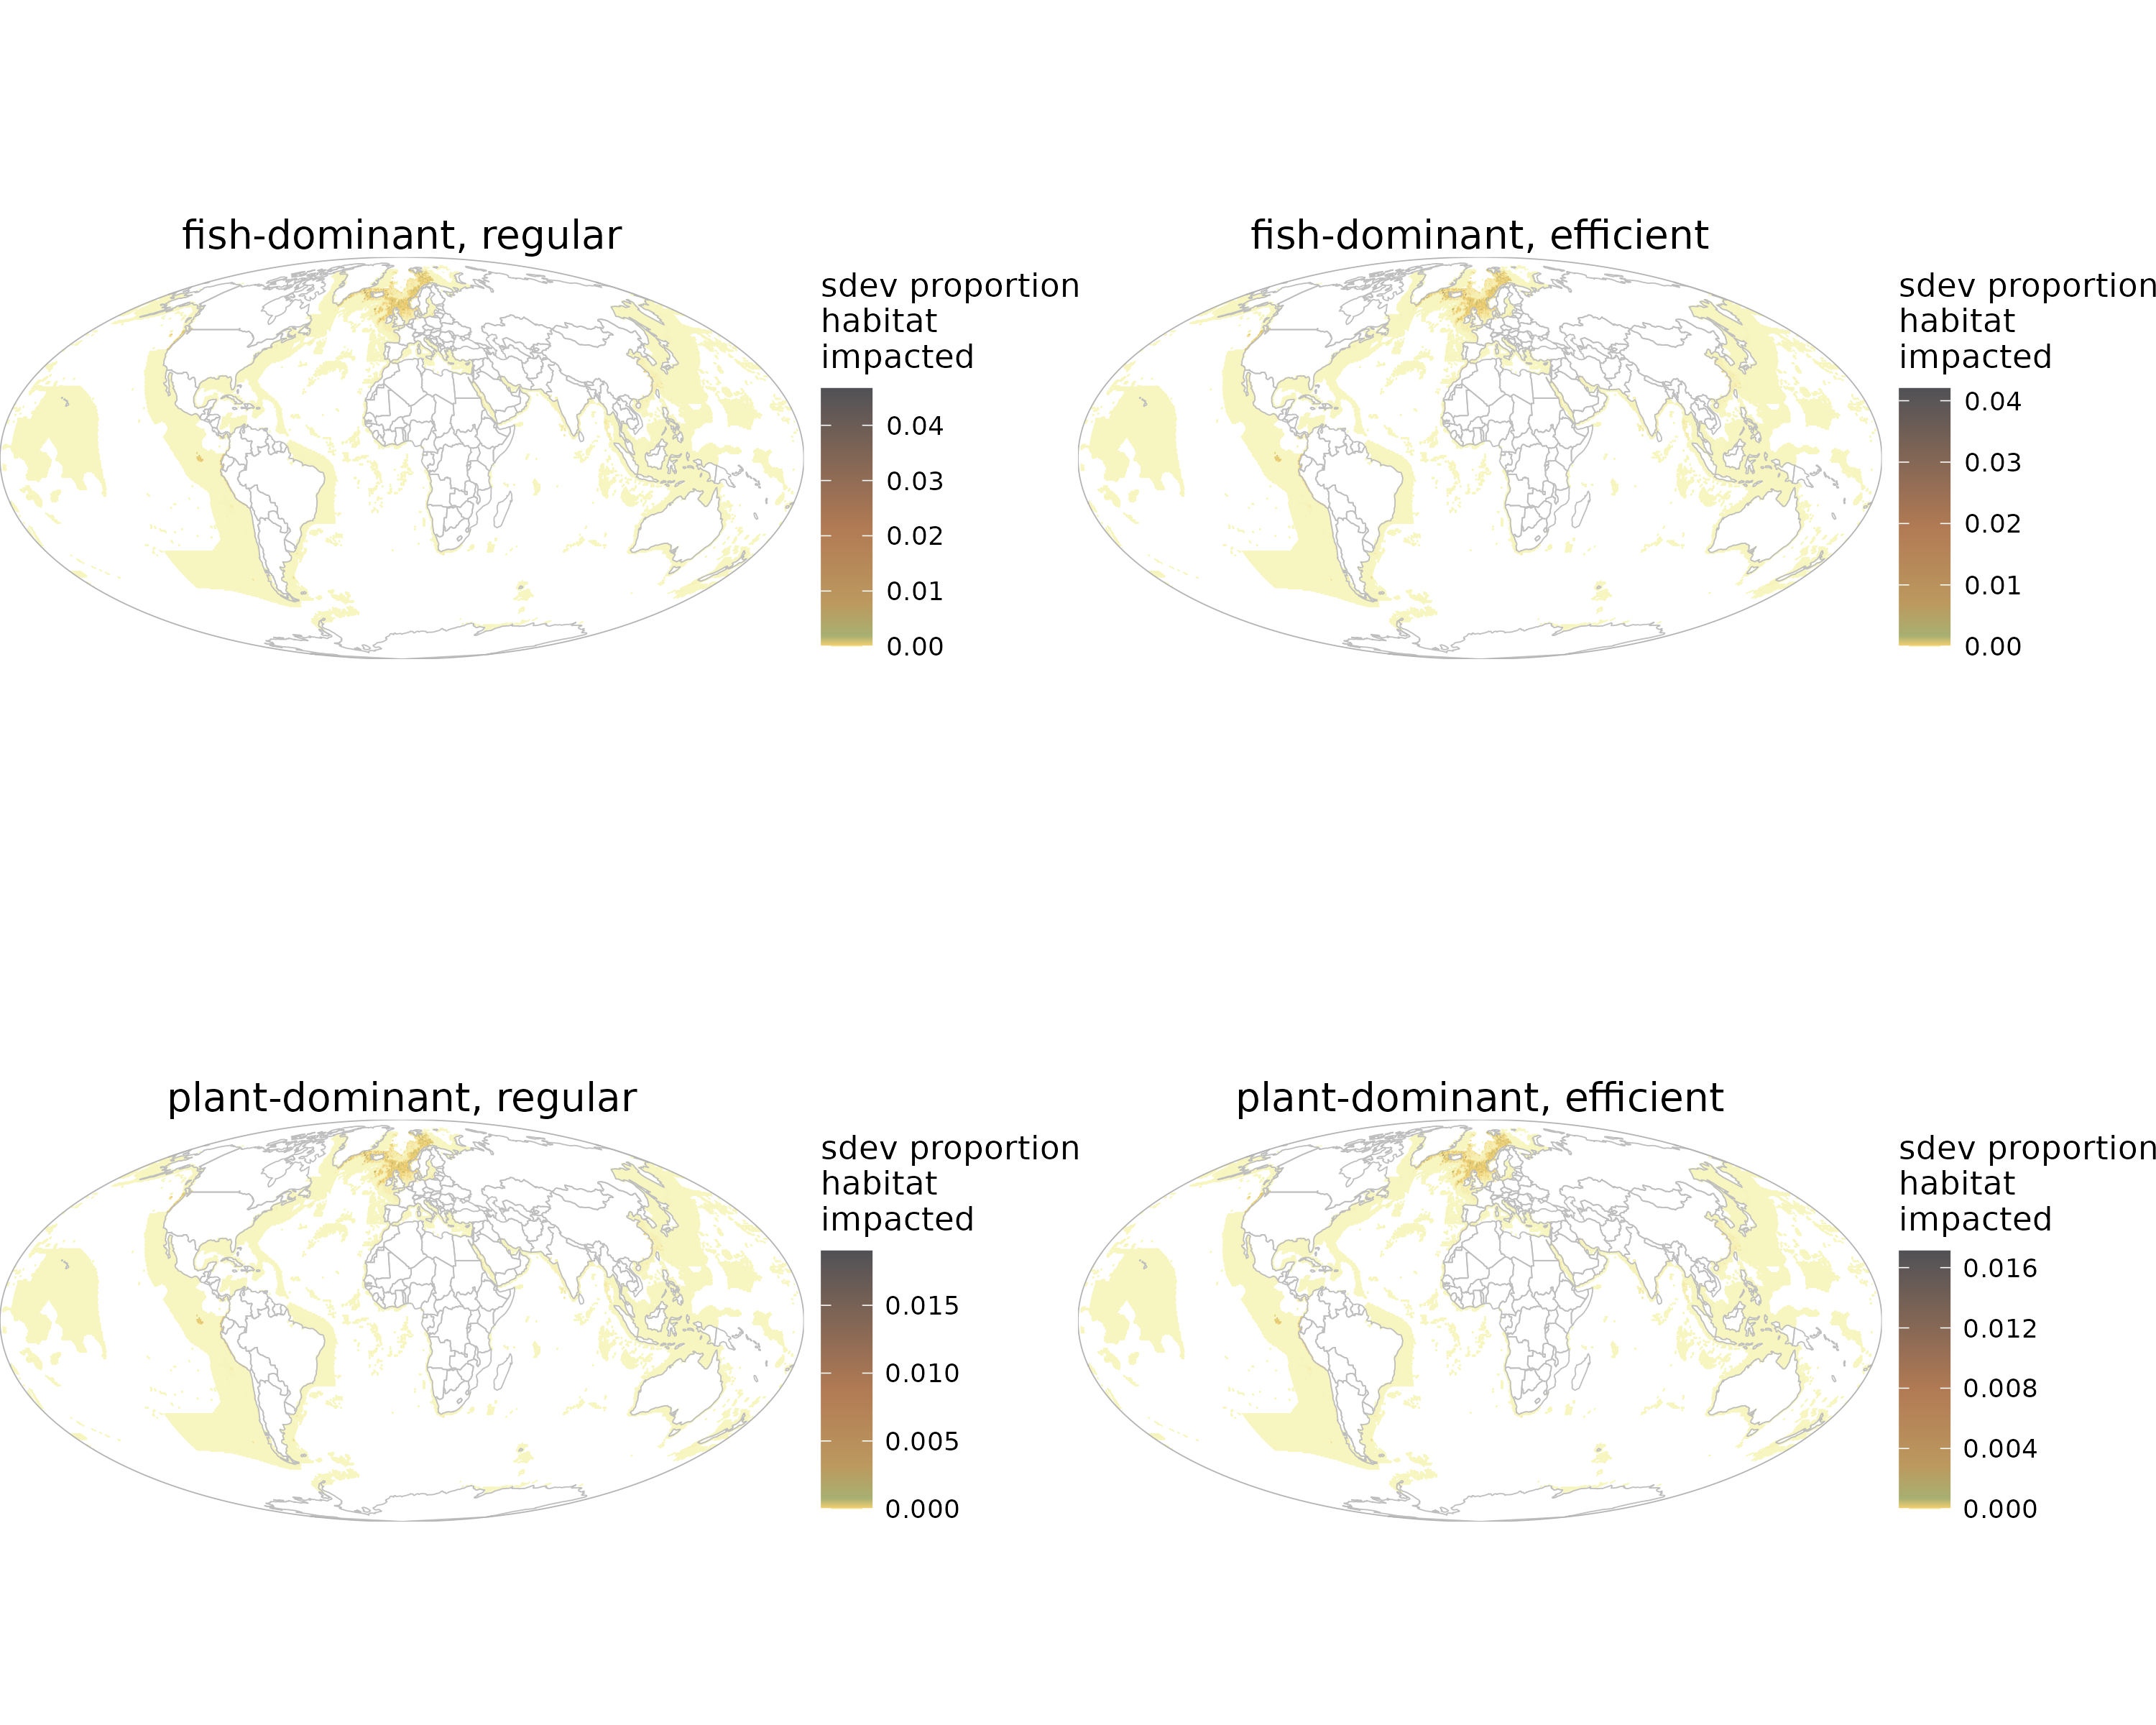 fish-dominant, regular
sdev proportion
habitat
impacted
0.04
0.03
0.02
0.01
0.00
fish-dominant, efficient
sdev proportion
habitat
impacted
0.04
0.03
0.02
0.01
0.00
plant-dominant, regular
sdev proportion
habitat
impacted
0.015
0.010
0.005
0.000
plant-dominant, efficient
sdev proportion
habitat
impacted
0.016
0.012
0.008
0.004
0.000